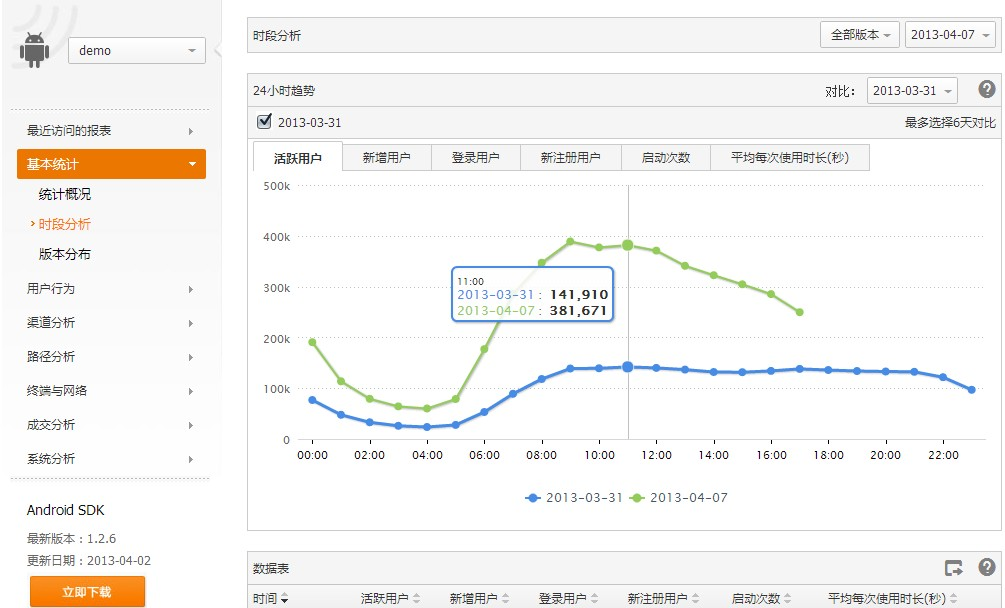 demo
最近访问的报表
基本统计
统计概况
时段分析
版本分布
用户行为
渠道分析
路径分析
终端与网络
成交分析
系统分析
Android SDK
最新版本：1.2.6
更新日期：2013-04-02
立即下载
时段分析 全部版本 2013-04-07
24小时趋势 对比： 2013-03-31 ?
2013-03-31 最多选择6天对比
活跃用户 新增用户 登录用户 新注册用户 启动次数 平均每次使用时长(秒)
500k
400k
300k
200k
100k
0
11:00
2013-03-31： 141,910
2013-04-07： 381,671
00:00 02:00 04:00 06:00 08:00 10:00 12:00 14:00 16:00 18:00 20:00 22:00
2013-03-31 2013-04-07
数据表 ?
时间 活跃用户 新增用户 登录用户 新注册用户 启动次数 平均每次使用时长(秒)